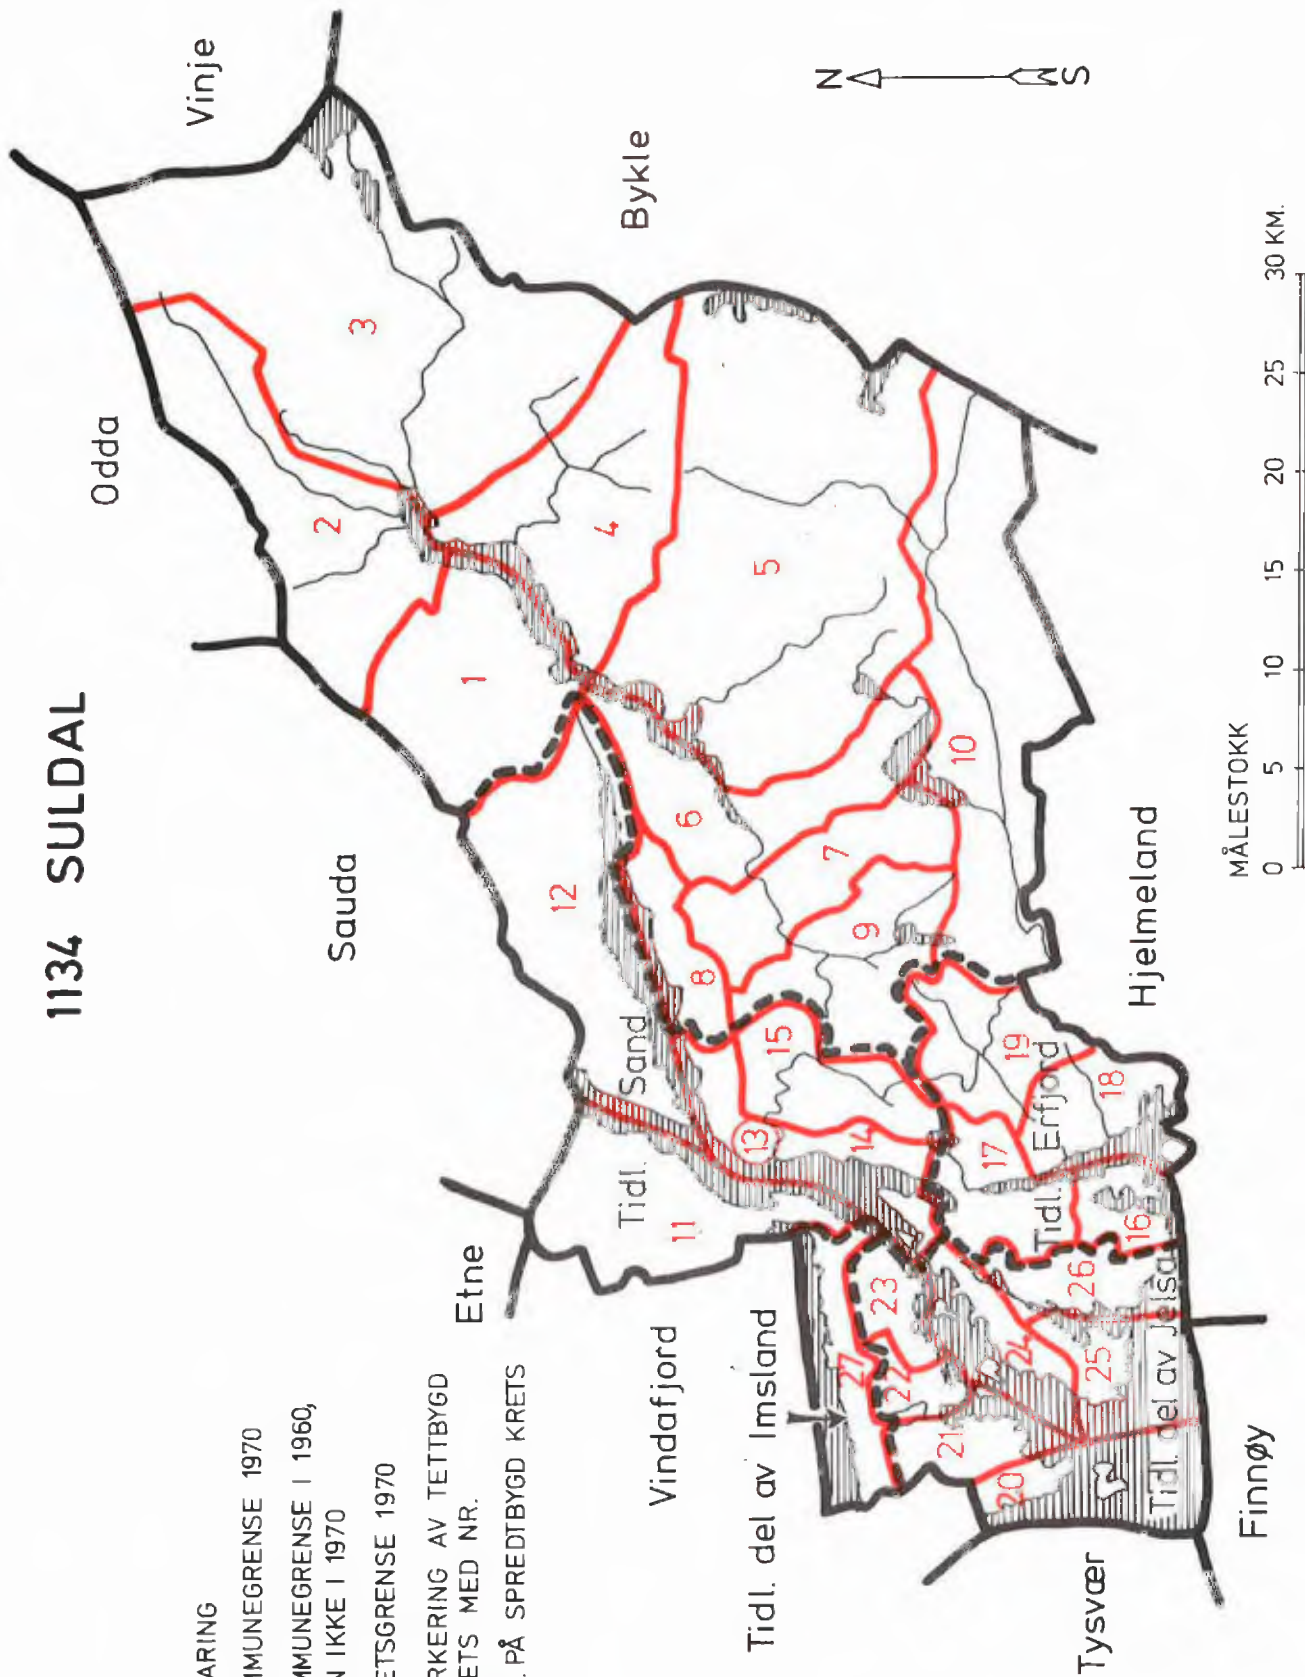 1134 SULDAL
Vinje
Odda
Sauda
Bykle
Etne
Vindafjord
Tidl. del av Imsland
Tysvær
Finnøy
Hjelmeland
Tidl. Sand
Tidl. Erfjord
Tidl. del av Jelsa
N
S
1
2
3
4
5
6
7
8
9
10
11
12
13
14
15
16
17
18
19
20
21
22
23
24
25
26
27
MÅLESTOKK
0 5 10 15 20 25 30 KM.
ARING
MMUNEGRENSE 1970
MMUNEGRENSE I 1960,
N IKKE I 1970
ETSGRENSE 1970
RKERING AV TETTBYGD
ETS MED NR.
. PÅ SPREDTBYGD KRETS